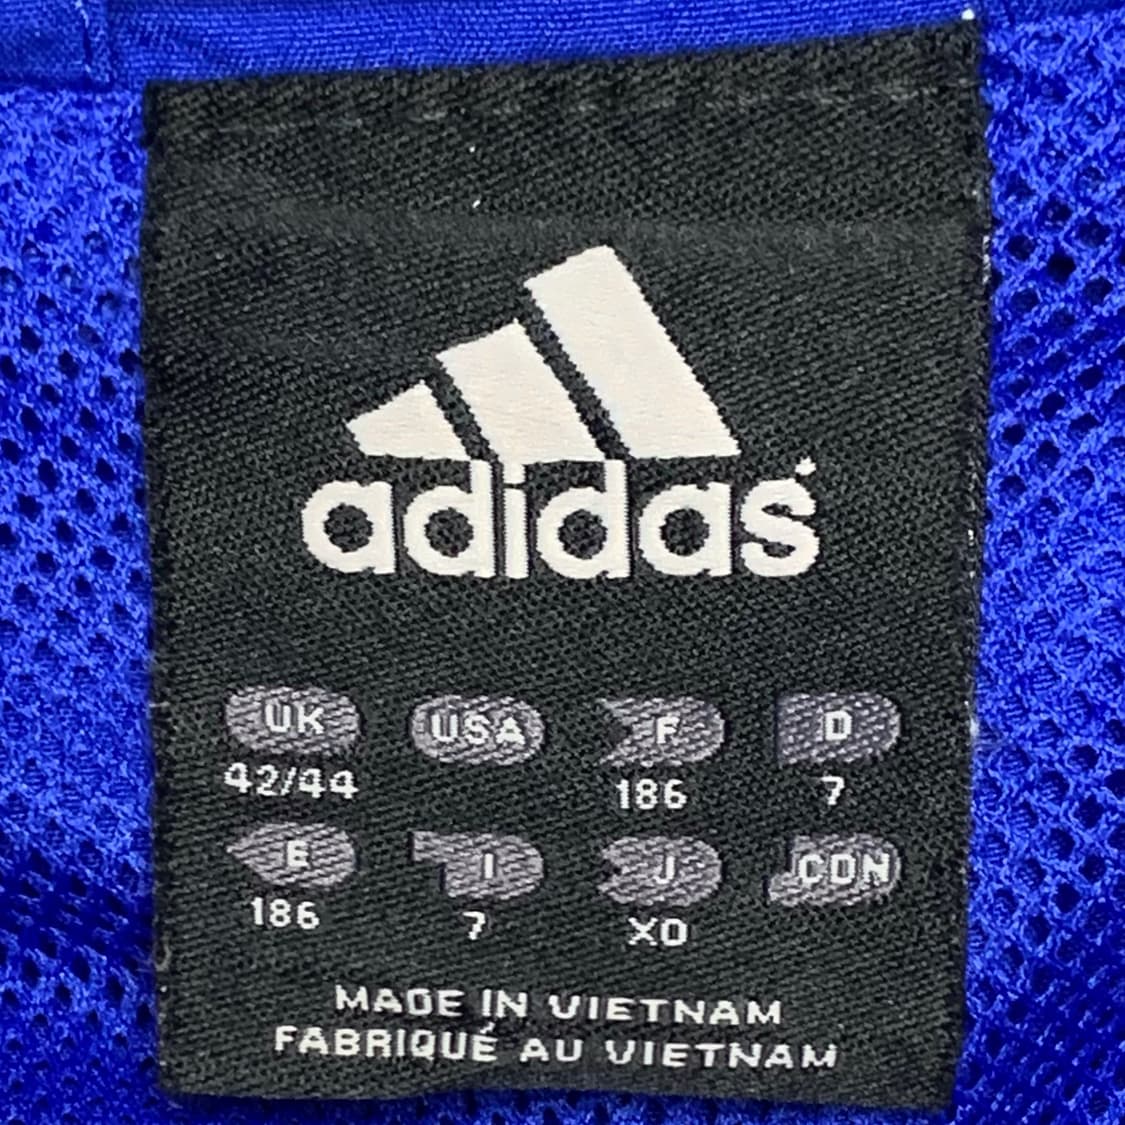 adidas
UK USA F D
42/44 186 7
E I J CDN
186 7 XO
MADE IN VIETNAM
FABRIQUÉ AU VIETNAM